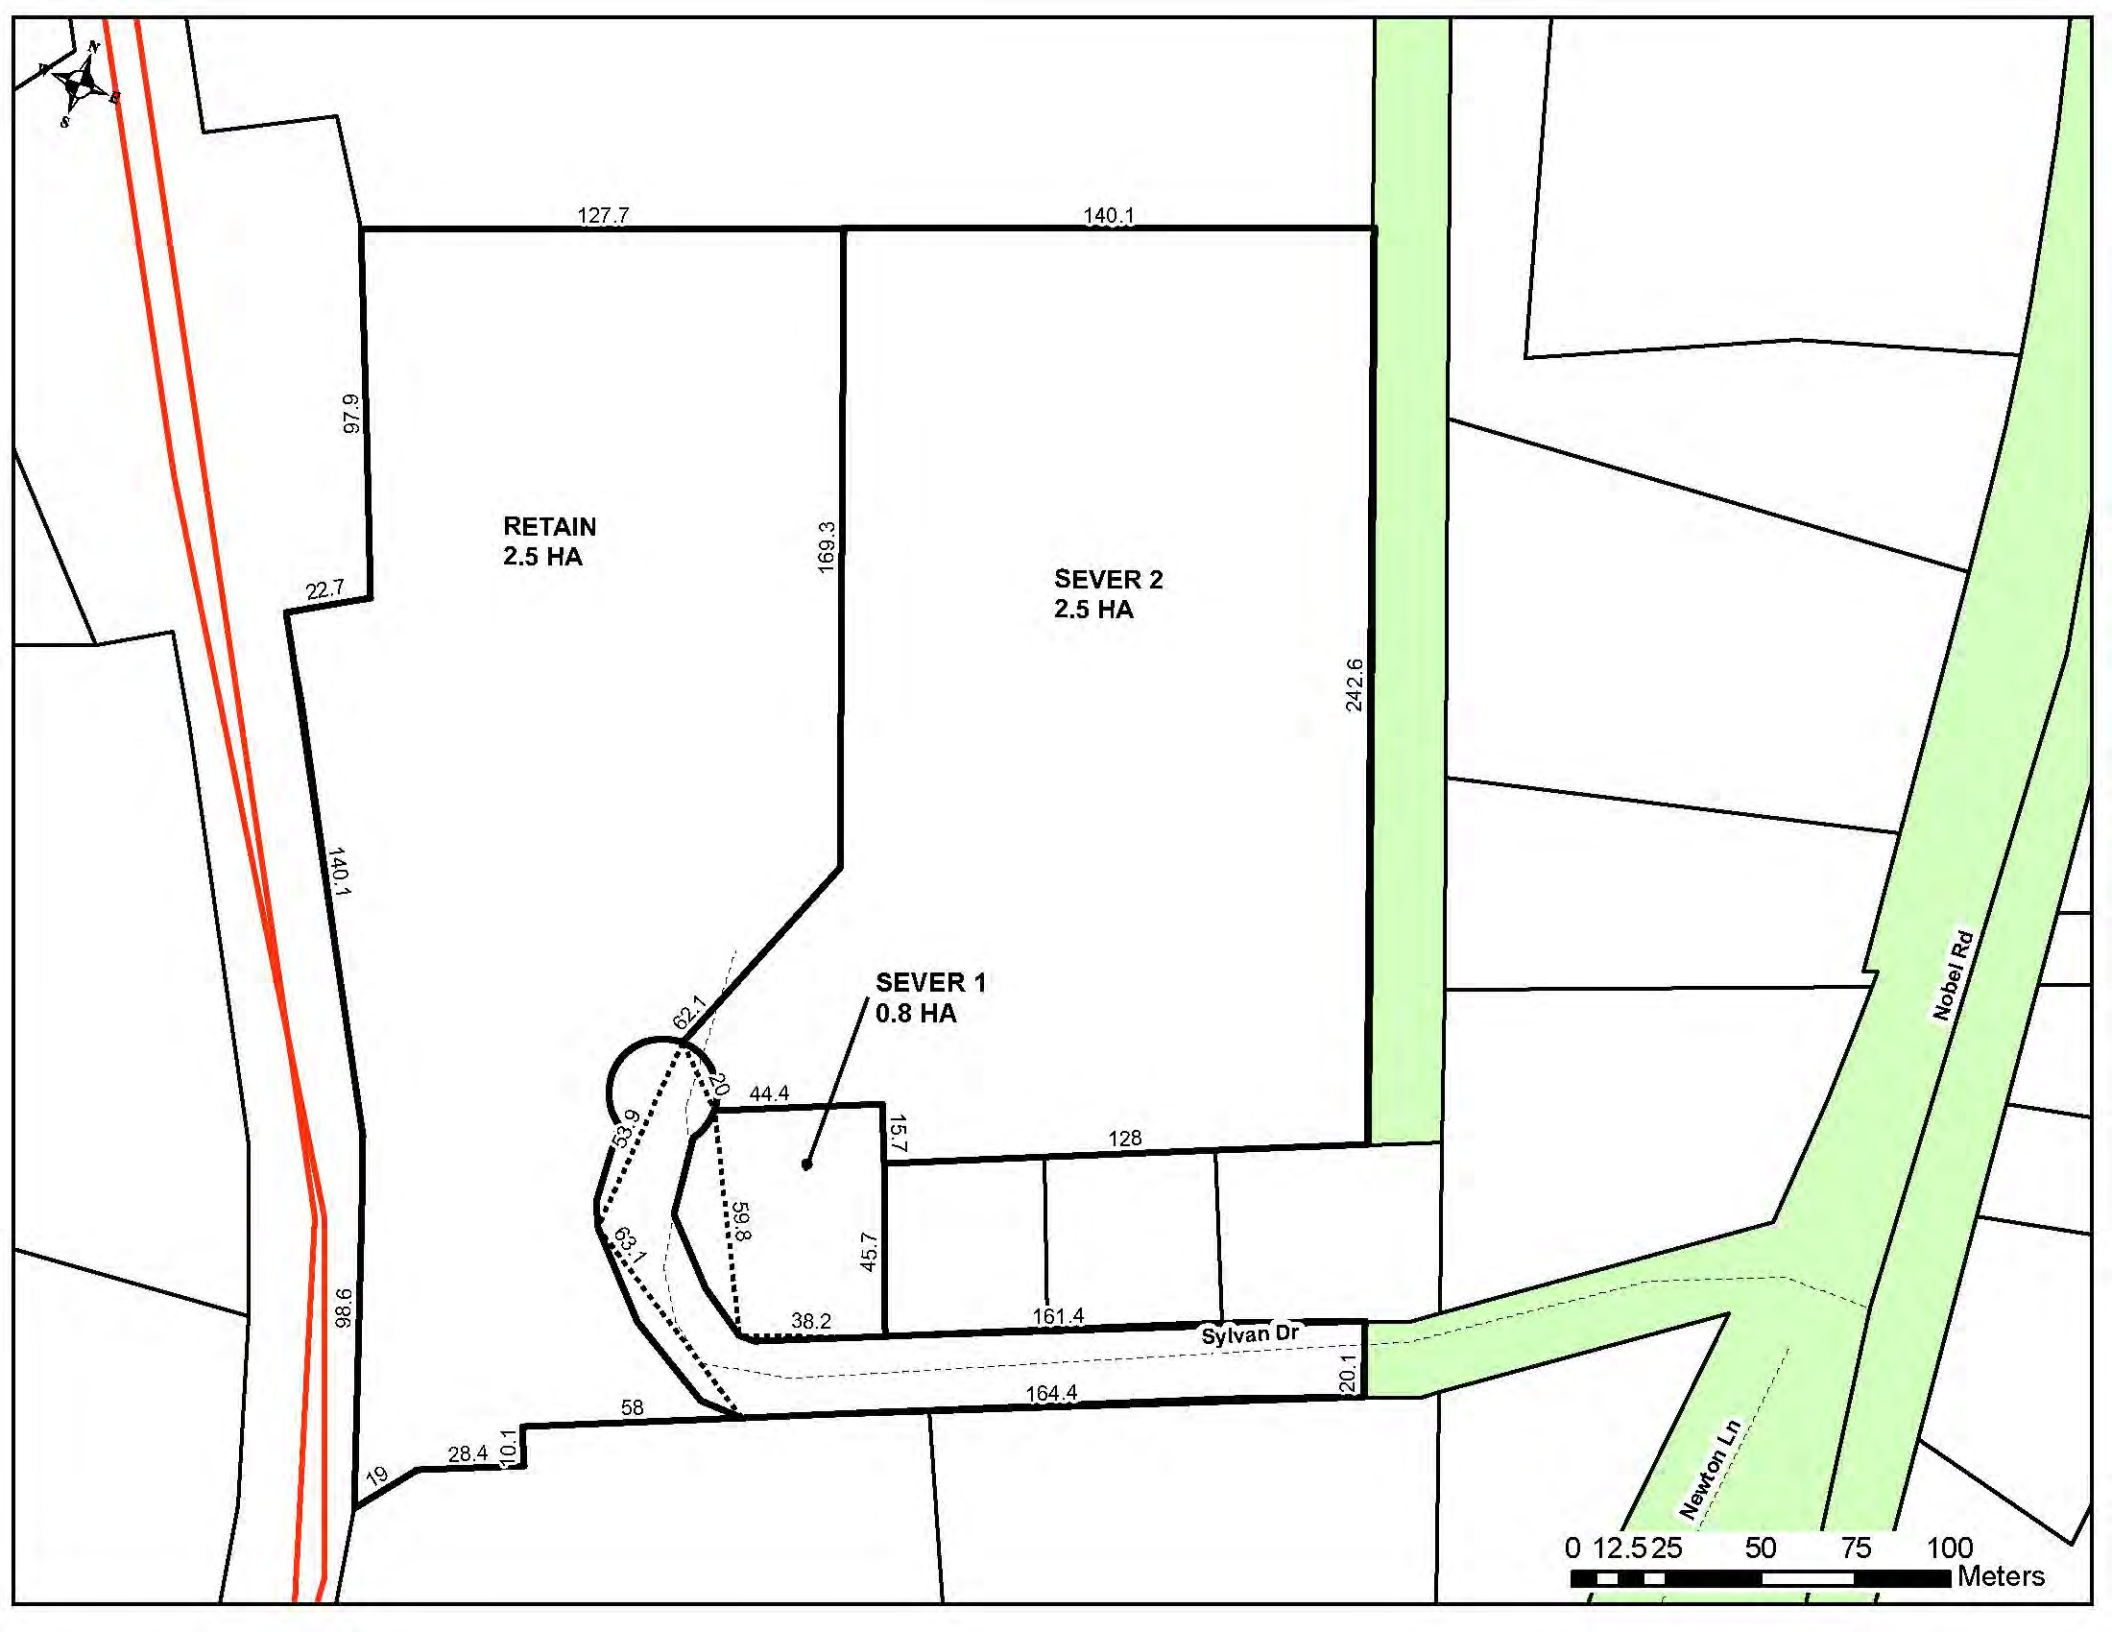 N
W
E
S
127.7
140.1
97.9
RETAIN
2.5 HA
169.3
SEVER 2
2.5 HA
22.7
242.6
140.1
SEVER 1
0.8 HA
62.1
20
44.4
53.9
15.7
128
59.8
63.1
45.7
98.6
38.2
161.4
Sylvan Dr
20.1
164.4
58
10.1
28.4
19
Nobel Rd
Newton Ln
0 12.5 25 50 75 100
Meters